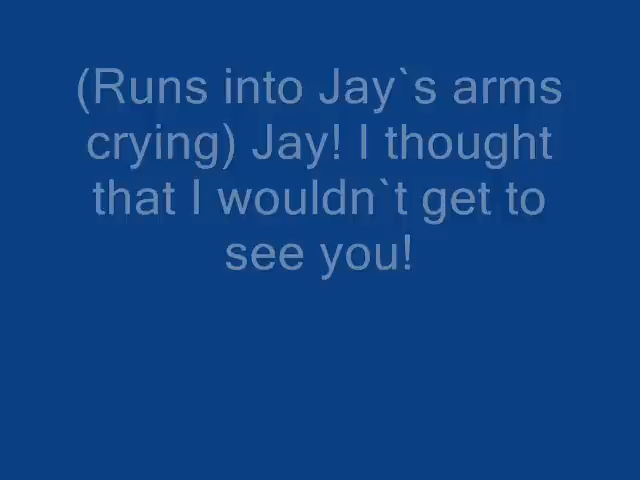 (Runs into Jay`s arms
crying) Jay! I thought
that I wouldn`t get to
see you!